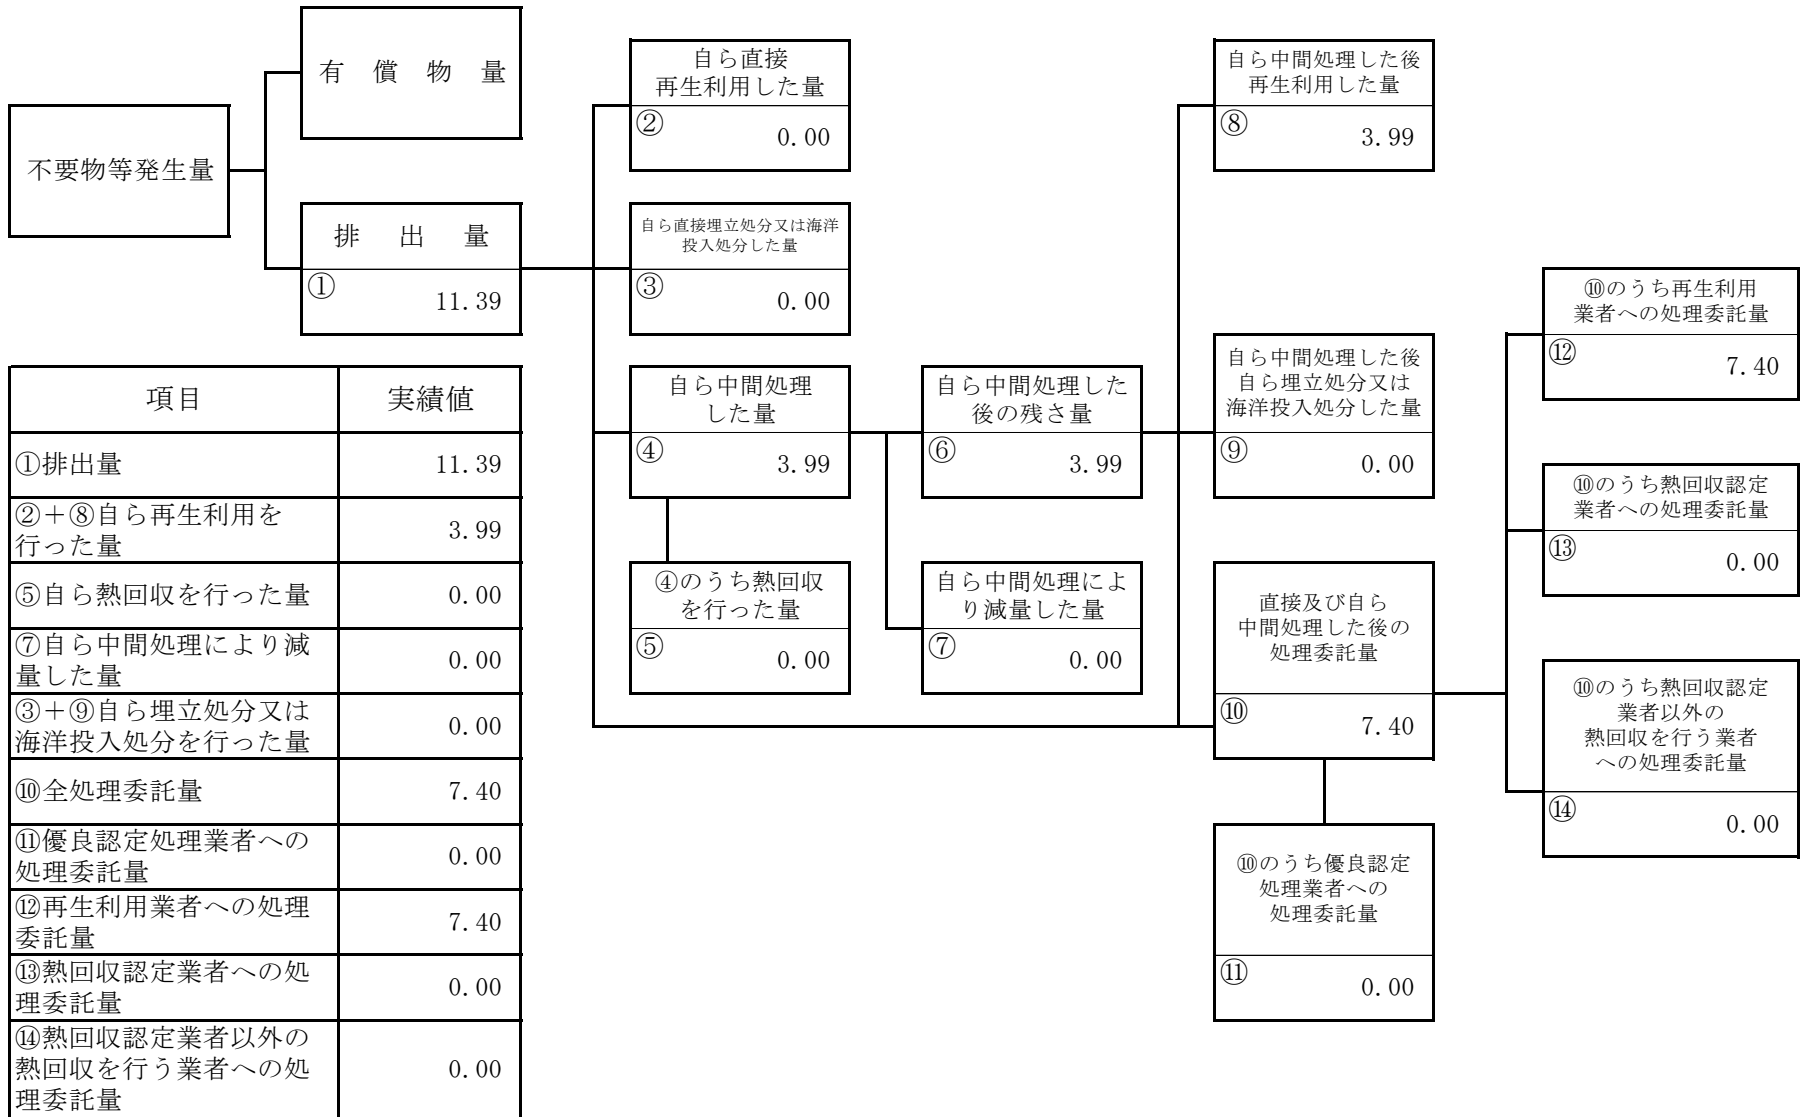 有償物量
不要物等発生量
排出量
①
11.39
自ら直接
再生利用した量
②
0.00
自ら直接埋立処分又は海洋
投入処分した量
③
0.00
自ら中間処理
した量
④
3.99
④のうち熱回収
を行った量
⑤
0.00
自ら中間処理した
後の残さ量
⑥
3.99
自ら中間処理によ
り減量した量
⑦
0.00
自ら中間処理した後
再生利用した量
⑧
3.99
自ら中間処理した後
自ら埋立処分又は
海洋投入処分した量
⑨
0.00
直接及び自ら
中間処理した後の
処理委託量
⑩
7.40
⑩のうち優良認定
処理業者への
処理委託量
⑪
0.00
⑩のうち再生利用
業者への処理委託量
⑫
7.40
⑩のうち熱回収認定
業者への処理委託量
⑬
0.00
⑩のうち熱回収認定
業者以外の
熱回収を行う業者
への処理委託量
⑭
0.00
項目 実績値
①排出量 11.39
②＋⑧自ら再生利用を
行った量 3.99
⑤自ら熱回収を行った量 0.00
⑦自ら中間処理により減
量した量 0.00
③＋⑨自ら埋立処分又は
海洋投入処分を行った量 0.00
⑩全処理委託量 7.40
⑪優良認定処理業者への
処理委託量 0.00
⑫再生利用業者への処理
委託量 7.40
⑬熱回収認定業者への処
理委託量 0.00
⑭熱回収認定業者以外の
熱回収を行う業者への処 0.00
理委託量